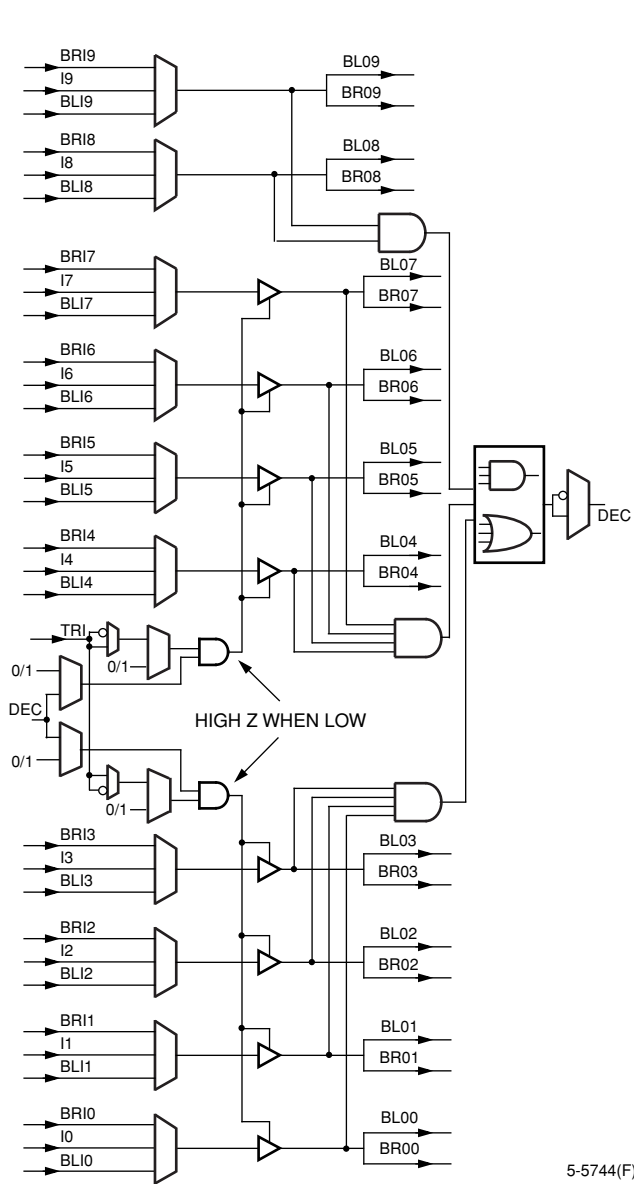 BRI9
I9
BLI9
BL09
BR09
BRI8
I8
BLI8
BL08
BR08
BRI7
I7
BLI7
BL07
BR07
BRI6
I6
BLI6
BL06
BR06
BRI5
I5
BLI5
BL05
BR05
DEC
BRI4
I4
BLI4
BL04
BR04
TRI
0/1
0/1
DEC
HIGH Z WHEN LOW
0/1
0/1
BRI3
I3
BLI3
BL03
BR03
BRI2
I2
BLI2
BL02
BR02
BRI1
I1
BLI1
BL01
BR01
BRI0
I0
BLI0
BL00
BR00
5-5744(F)